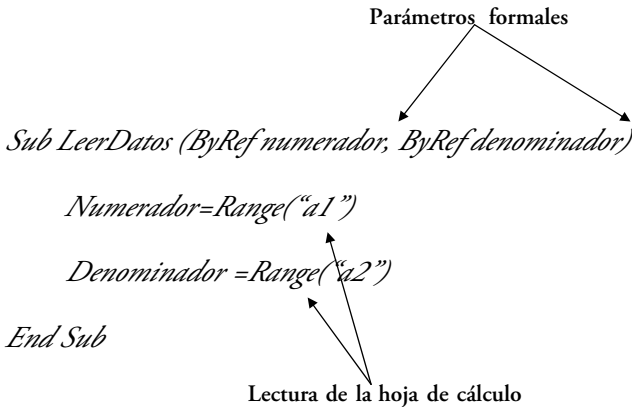 Parámetros formales
Sub LeerDatos (ByRef numerador, ByRef denominador)
Numerador=Range(“a1”)
Denominador =Range(“a2”)
End Sub
Lectura de la hoja de cálculo